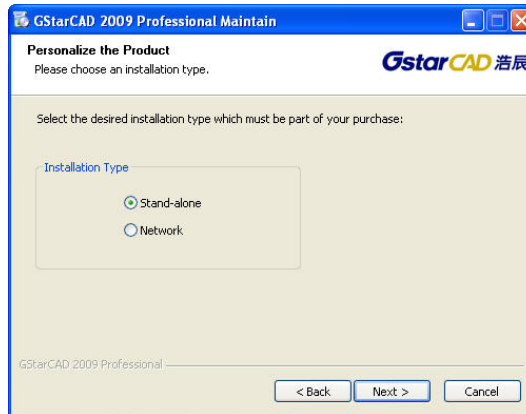 GStarCAD 2009 Professional Maintain
Personalize the Product
Please choose an installation type.
GstarCAD 浩辰
Select the desired installation type which must be part of your purchase:
Installation Type
Stand-alone
Network
GStarCAD 2009 Professional
< Back Next > Cancel